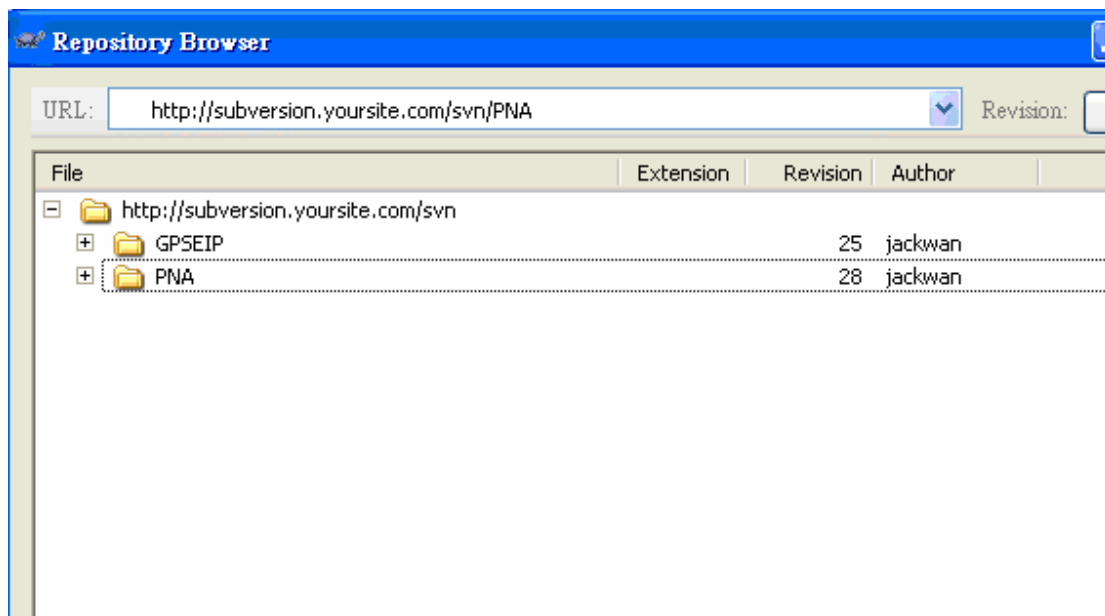 Repository Browser
URL: http://subversion.yoursite.com/svn/PNA Revision:
File Extension Revision Author
http://subversion.yoursite.com/svn
GPSEIP 25 jackwan
PNA 28 jackwan